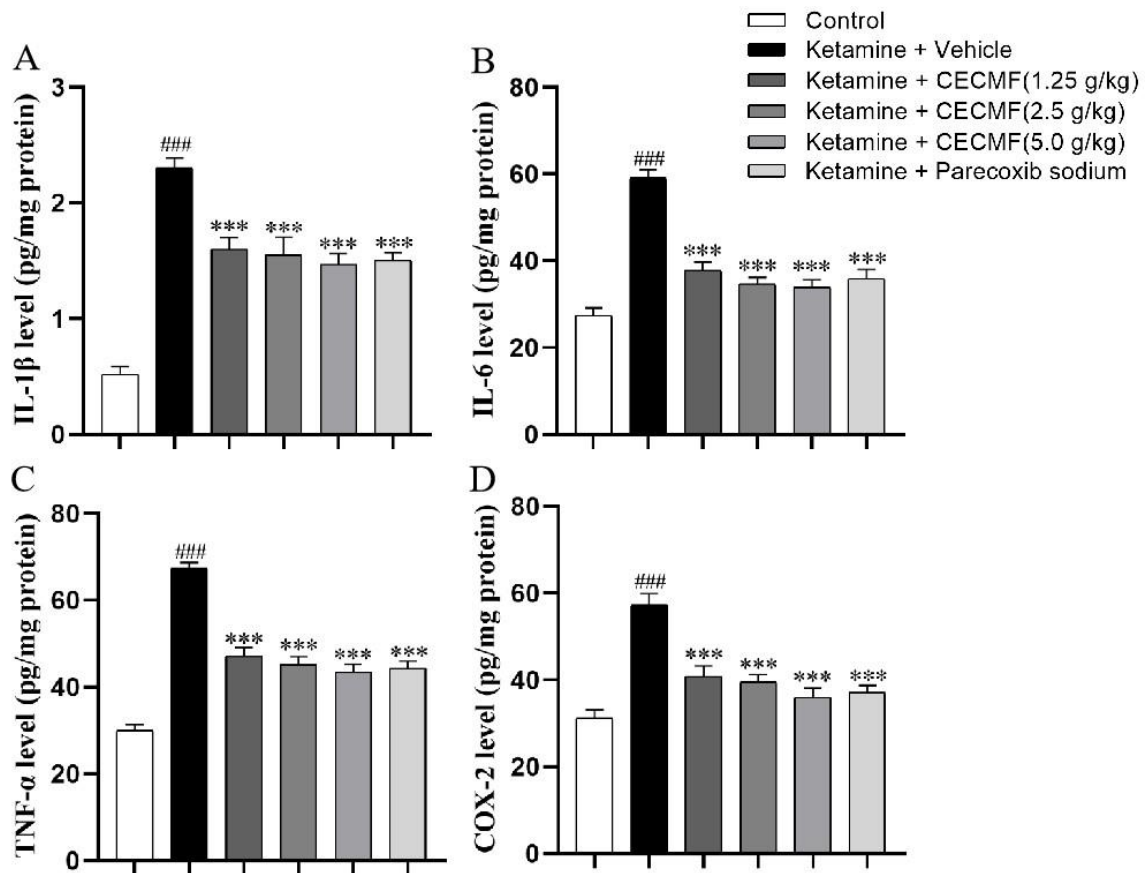 Control
Ketamine + Vehicle
Ketamine + CECMF(1.25 g/kg)
Ketamine + CECMF(2.5 g/kg)
Ketamine + CECMF(5.0 g/kg)
Ketamine + Parecoxib sodium
A
IL-1β level (pg/mg protein)
3
2
1
0
###
***
***
***
***
B
IL-6 level (pg/mg protein)
80
60
40
20
0
###
***
***
***
***
C
TNF-α level (pg/mg protein)
80
60
40
20
0
###
***
***
***
***
D
COX-2 level (pg/mg protein)
80
60
40
20
0
###
***
***
***
***